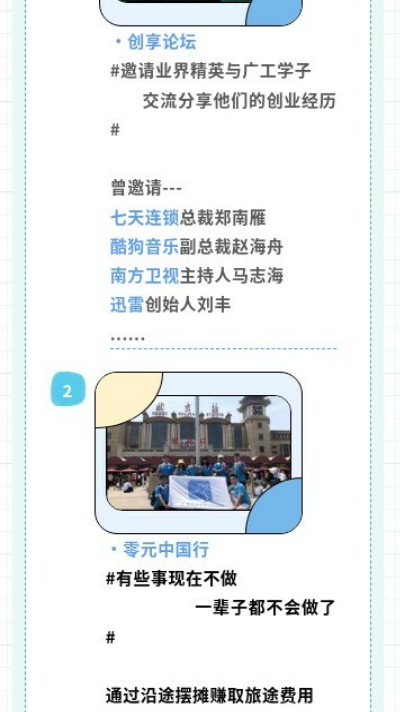 ·创享论坛
#邀请业界精英与广工学子
交流分享他们的创业经历
#
曾邀请---
七天连锁总裁郑南雁
酷狗音乐副总裁赵海舟
南方卫视主持人马志海
迅雷创始人刘丰
......
2
北京站
·零元中国行
#有些事现在不做
一辈子都不会做了
#
通过沿途摆摊赚取旅途费用